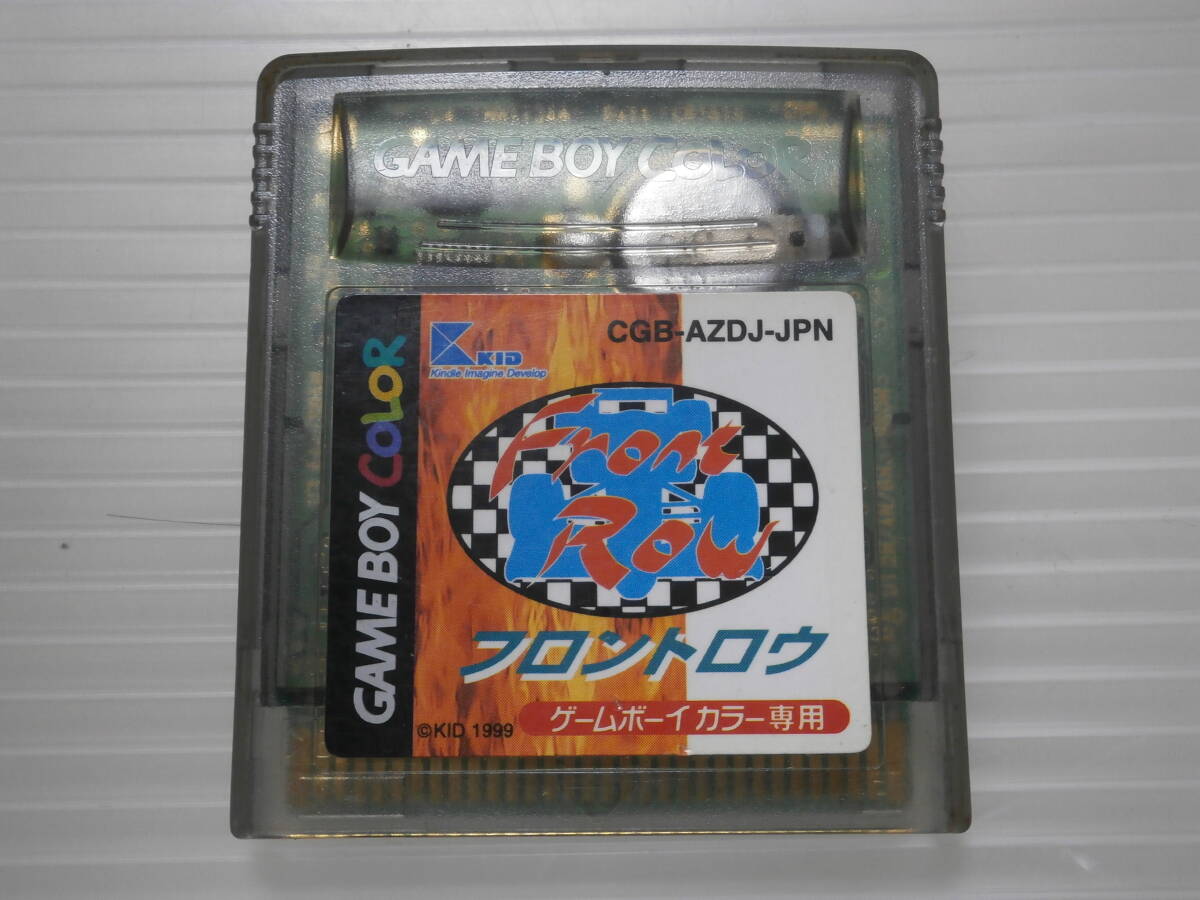 GAME BOY COLOR
GAME BOY COLOR
KID
Kindle Imagine Develop
CGB-AZDJ-JPN
Front
Row
フロントロウ
©KID 1999
ゲームボーイカラー専用